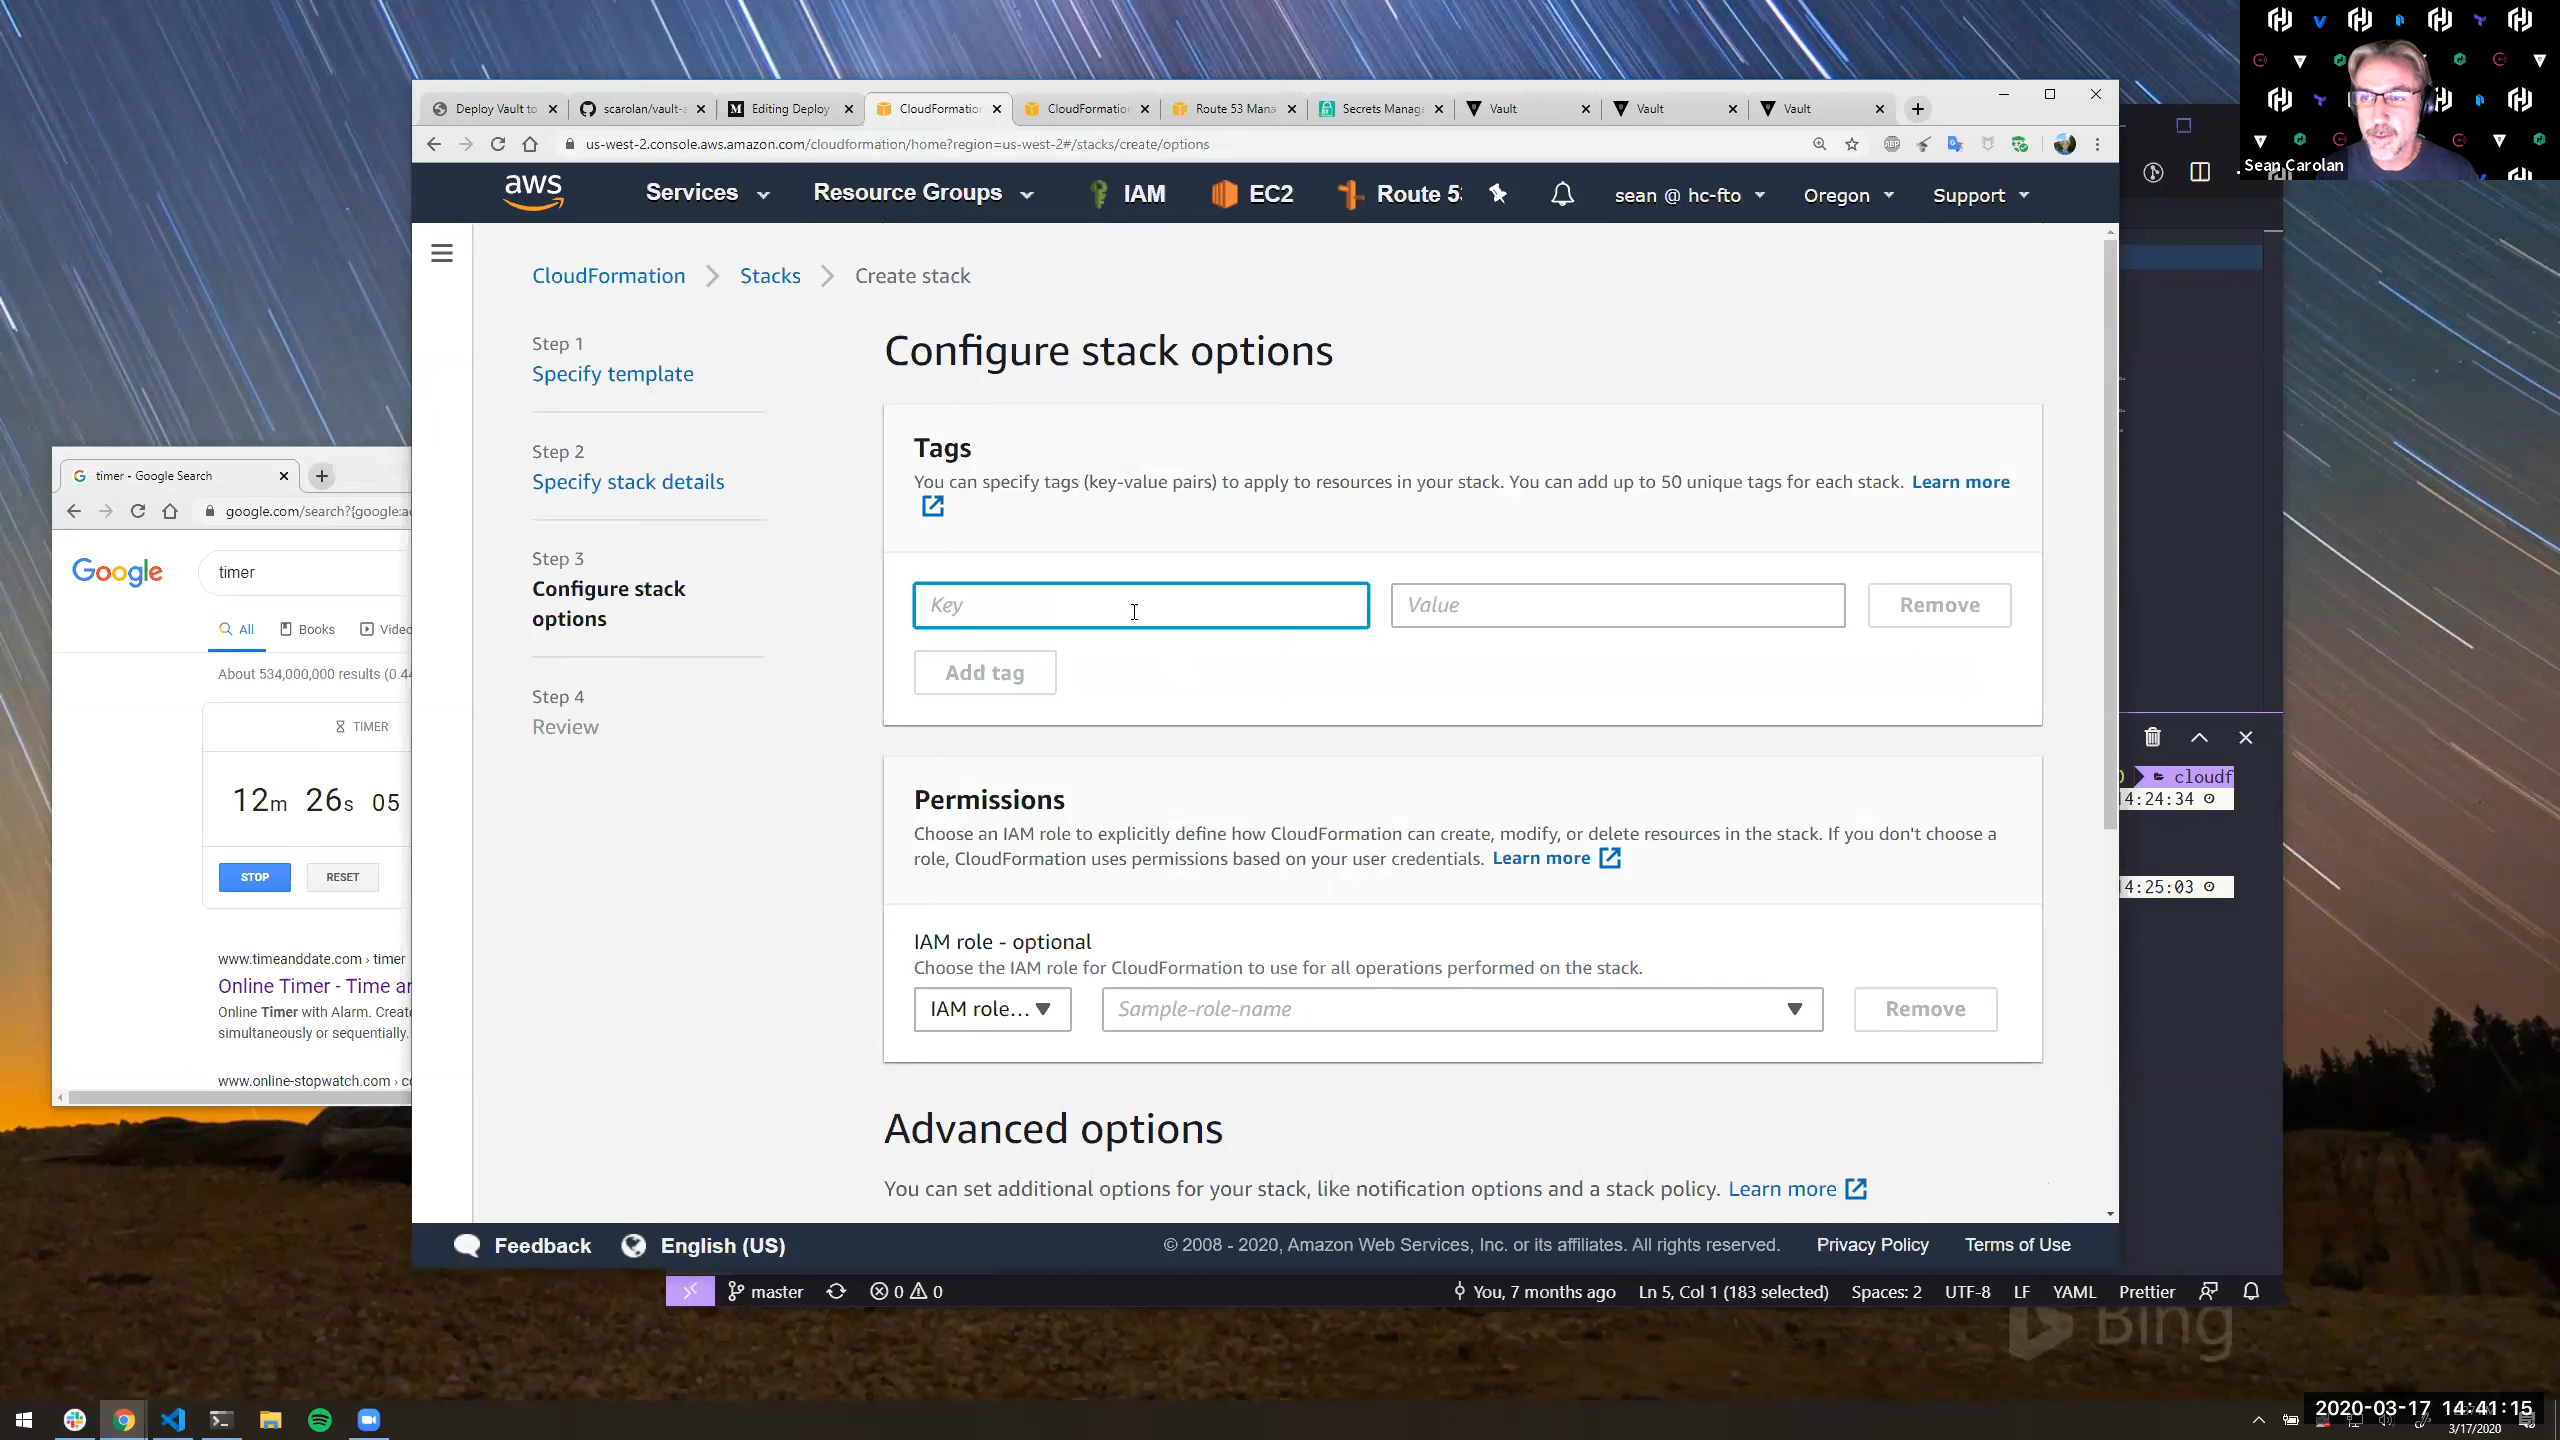 Deploy Vault to
scarolan/vault-
Editing Deploy
CloudFormation
CloudFormation
Route 53 Mana
Secrets Manag
Vault
Vault
Vault
us-west-2.console.aws.amazon.com/cloudformation/home?region=us-west-2#/stacks/create/options
ABP
Sean Carolan
aws
Services
Resource Groups
IAM
EC2
Route 5
sean @ hc-fto
Oregon
Support
CloudFormation
Stacks
Create stack
Step 1
Specify template
Step 2
Specify stack details
Step 3
Configure stack
options
Step 4
Review
Configure stack options
Tags
You can specify tags (key-value pairs) to apply to resources in your stack. You can add up to 50 unique tags for each stack. Learn more
Key
Value
Remove
Add tag
Permissions
Choose an IAM role to explicitly define how CloudFormation can create, modify, or delete resources in the stack. If you don't choose a
role, CloudFormation uses permissions based on your user credentials. Learn more
IAM role - optional
Choose the IAM role for CloudFormation to use for all operations performed on the stack.
IAM role...
Sample-role-name
Remove
Advanced options
You can set additional options for your stack, like notification options and a stack policy. Learn more
Feedback
English (US)
© 2008 - 2020, Amazon Web Services, Inc. or its affiliates. All rights reserved.
Privacy Policy
Terms of Use
timer - Google Search
google.com/search?{google:a
Google
timer
All
Books
Video
About 534,000,000 results (0.4
TIMER
12m 26s 05
STOP
RESET
www.timeanddate.com › timer
Online Timer - Time a
Online Timer with Alarm. Create
simultaneously or sequentially.
www.online-stopwatch.com › c
cloudf
4:24:34
4:25:03
master
0
0
You, 7 months ago
Ln 5, Col 1 (183 selected)
Spaces: 2
UTF-8
LF
YAML
Prettier
Bing
2020-03-17 14:41:15
3/17/2020